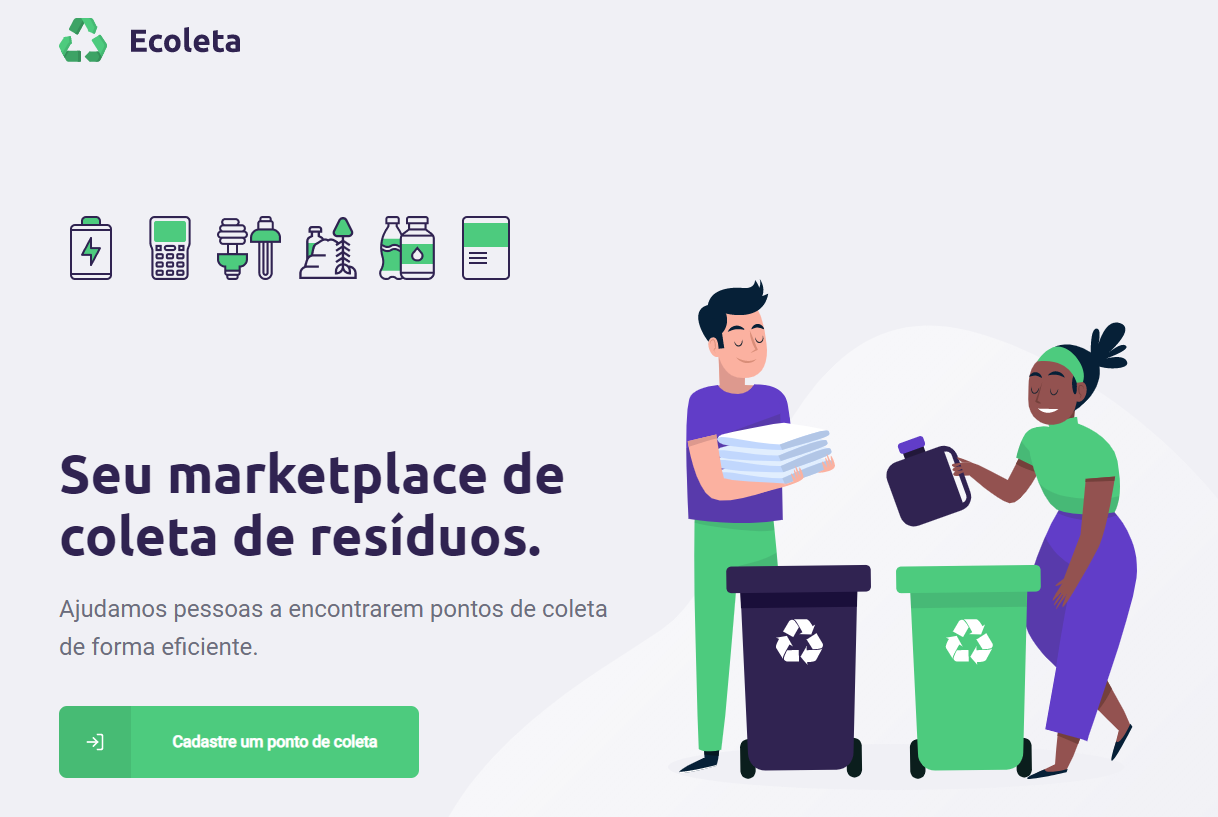 Ecoleta
Seu marketplace de
coleta de resíduos.
Ajudamos pessoas a encontrarem pontos de coleta
de forma eficiente.
Cadastre um ponto de coleta